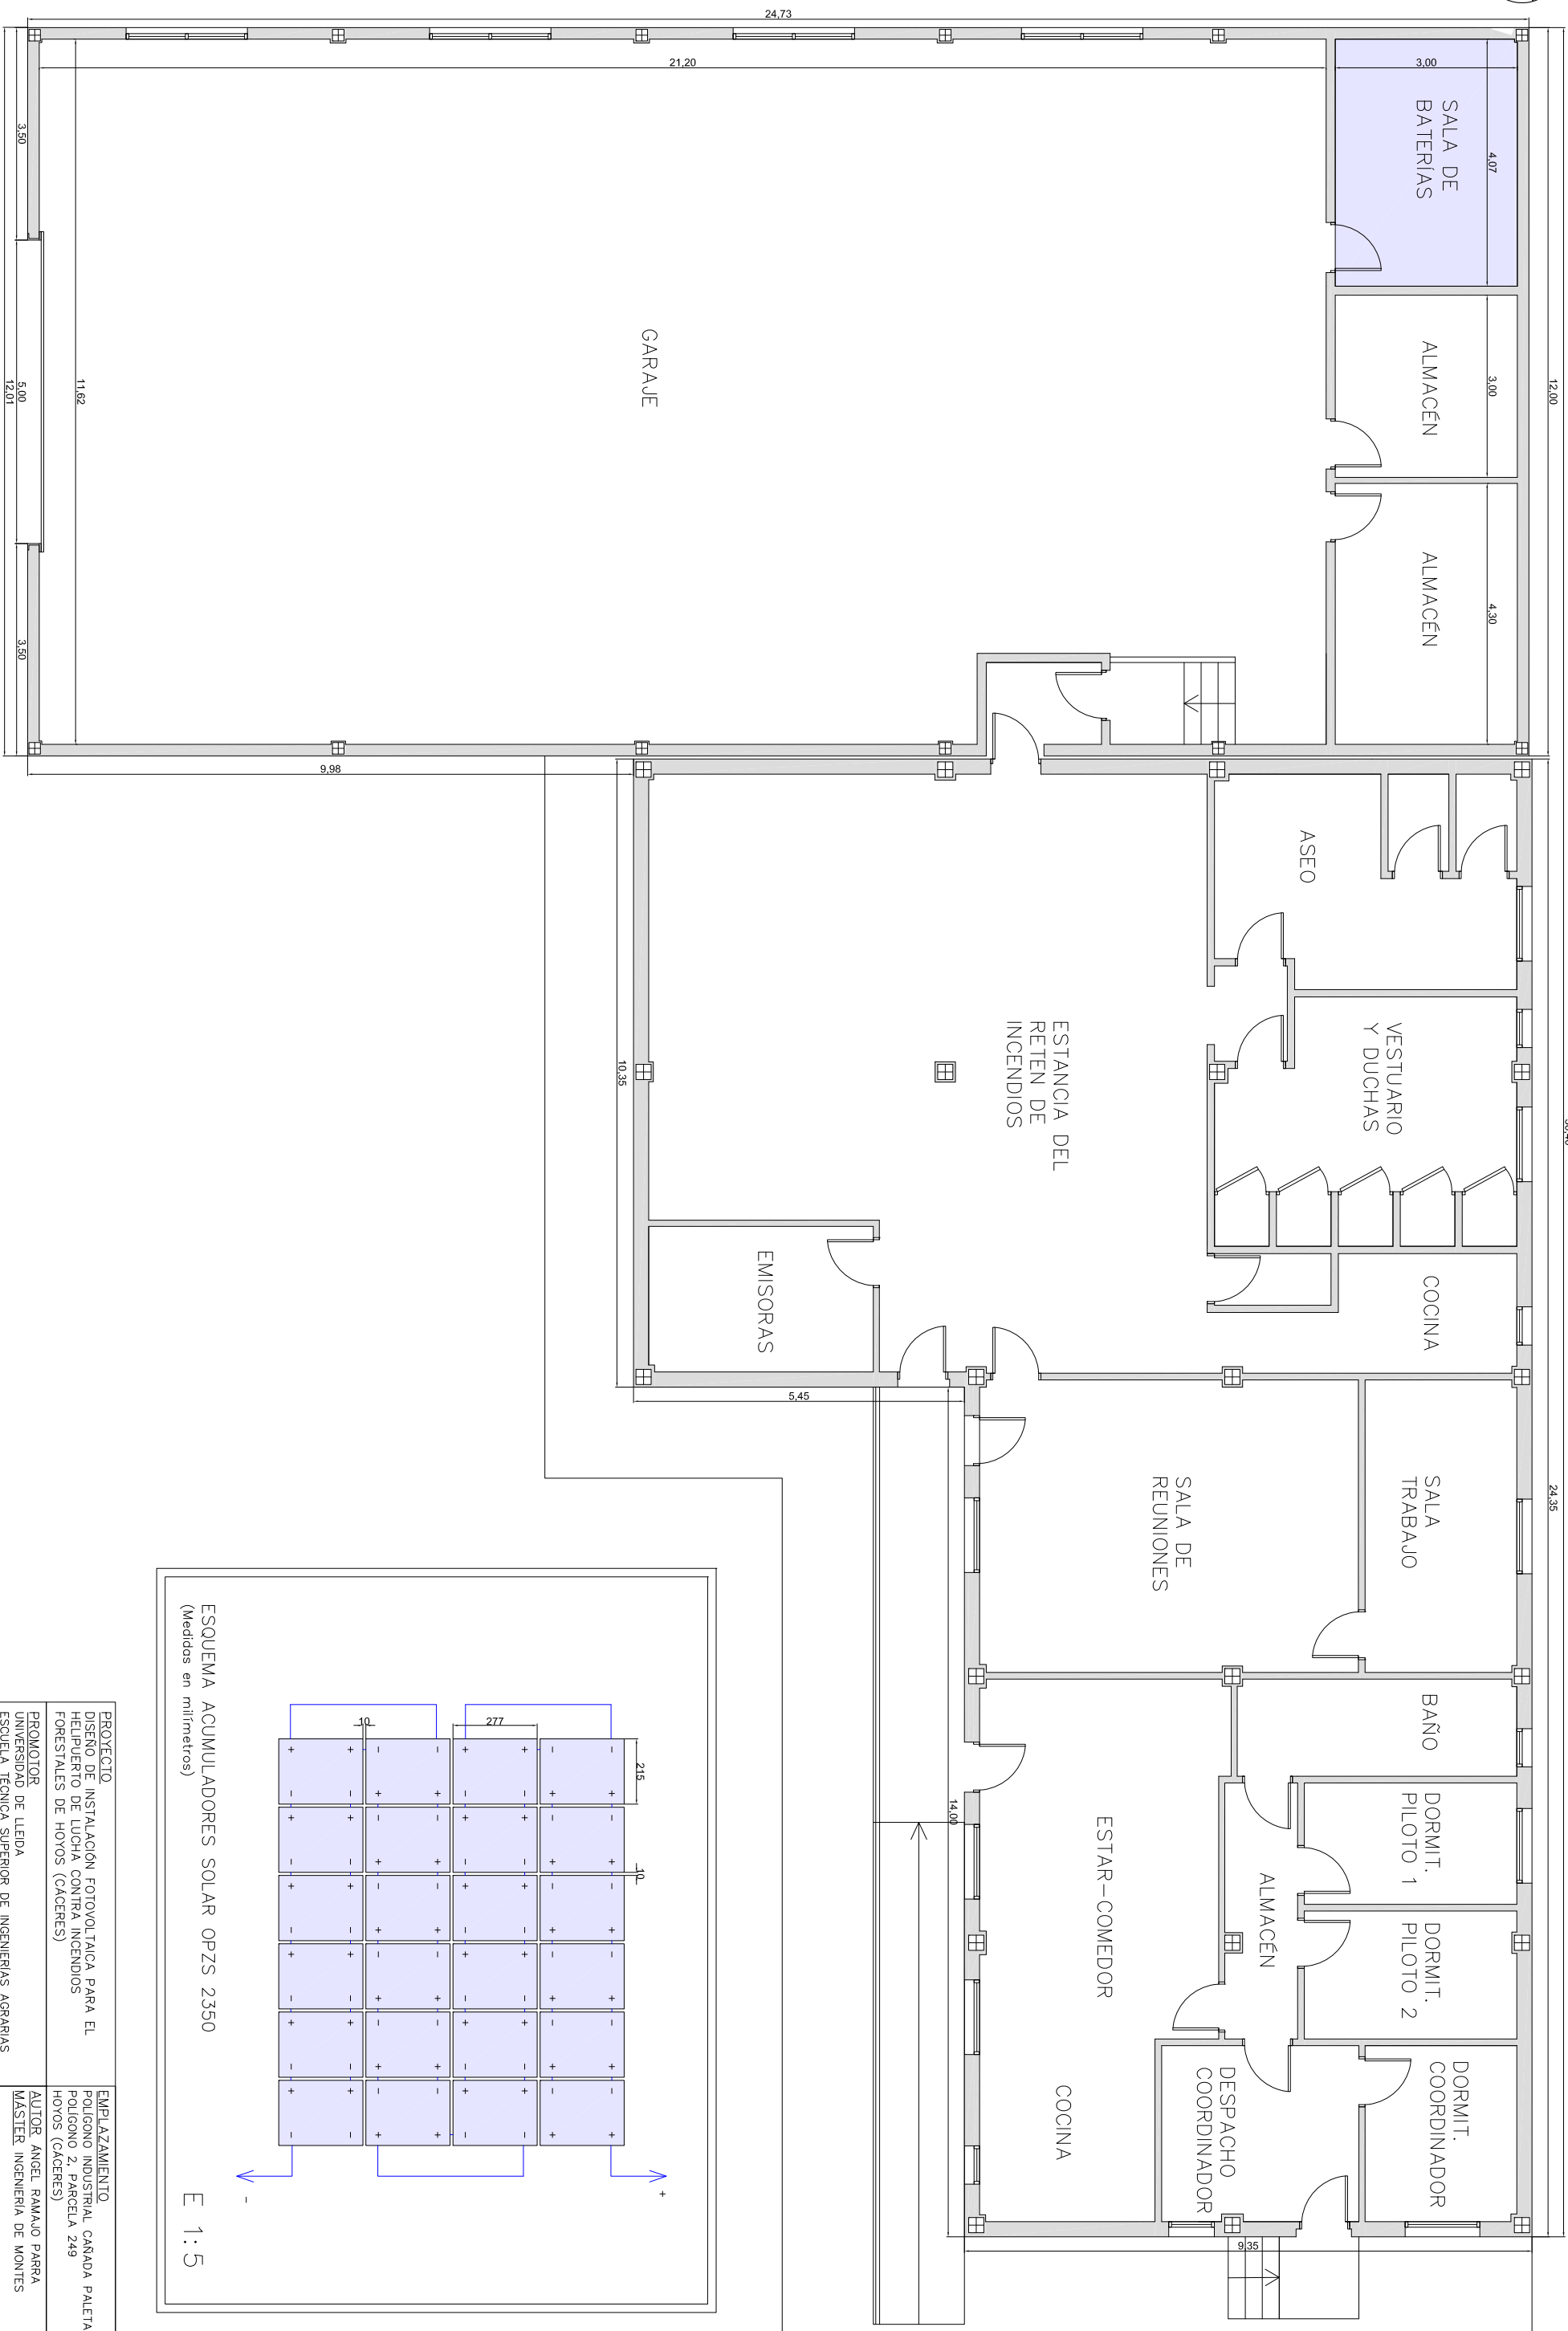 12,00
24,35
SALA DE
BATERÍAS
4,07
3,00
ALMACÉN
3,00
ALMACÉN
4,30
ASEO
VESTUARIO
Y DUCHAS
COCINA
SALA
TRABAJO
BAÑO
DORMIT.
PILOTO 1
DORMIT.
PILOTO 2
DORMIT.
COORDINADOR
ALMACÉN
DESPACHO
COORDINADOR
9,35
SALA DE
REUNIONES
ESTAR-COMEDOR
COCINA
ESTANCIA DEL
RETEN DE
INCENDIOS
EMISORAS
14,00
5,45
10,35
24,73
21,20
GARAJE
9,98
11,62
3,50
5,00
3,50
12,01
+
215
10
277
10
- + - + - + - + - + - +
- + - + - + - + - + - +
+ - + - + - + - + - + -
+ - + - + - + - + - + -
- + - + - + - + - + - +
- + - + - + - + - + - +
+ - + - + - + - + - + -
+ - + - + - + - + - + -
-
ESQUEMA ACUMULADORES SOLAR OPZS 2350
(Medidas en milímetros)
E 1:5
PROYECTO
DISEÑO DE INSTALACIÓN FOTOVOLTAICA PARA EL
HELIPUERTO DE LUCHA CONTRA INCENDIOS
FORESTALES DE HOYOS (CÁCERES)
EMPLAZAMIENTO
POLÍGONO INDUSTRIAL CAÑADA PALETA
POLÍGONO 2, PARCELA 249
HOYOS (CÁCERES)
PROMOTOR
UNIVERSIDAD DE LLEIDA
ESCUELA TÉCNICA SUPERIOR DE INGENIERÍAS AGRARIAS
AUTOR ÁNGEL RAMAJO PARRA
MÁSTER INGENIERÍA DE MONTES